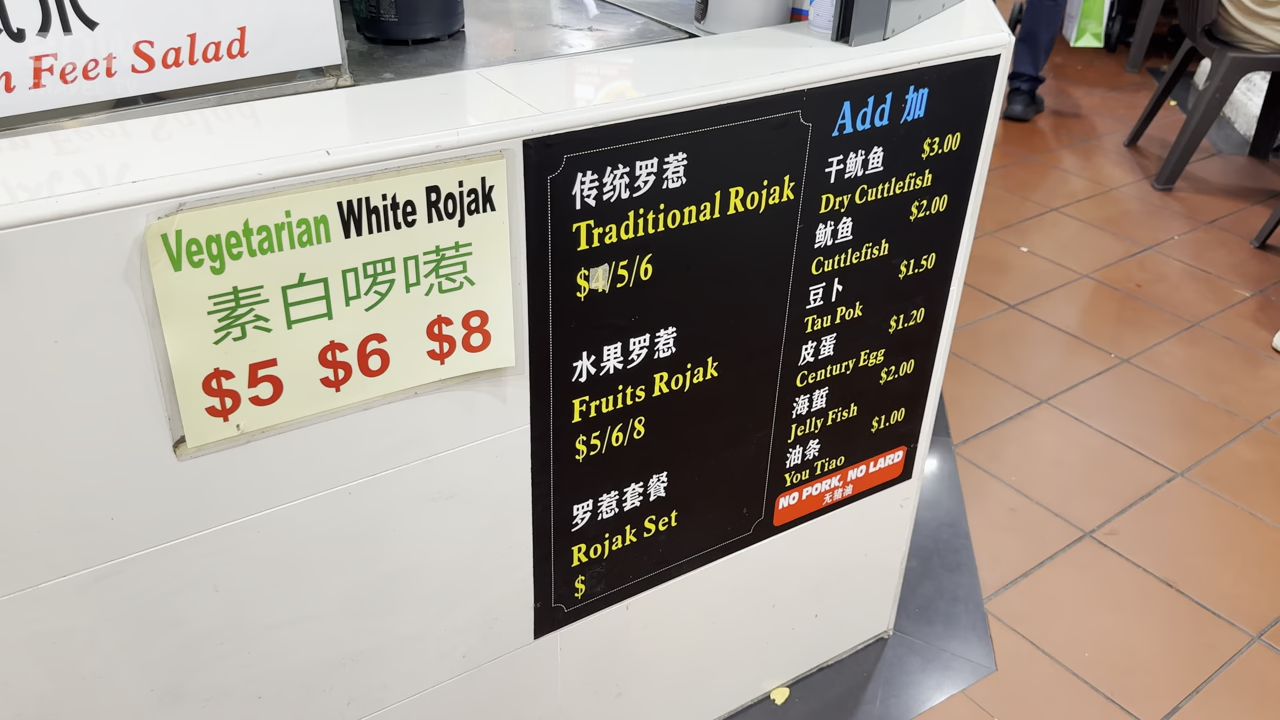 Feet Salad
Vegetarian White Rojak
素白啰嚱
$5 $6 $8
传统罗惹
Traditional Rojak
$4/5/6
水果罗惹
Fruits Rojak
$5/6/8
罗惹套餐
Rojak Set
$
Add 加
干鱿鱼 $3.00
Dry Cuttlefish
鱿鱼 $2.00
Cuttlefish
豆卜 $1.50
Tau Pok
皮蛋 $1.20
Century Egg
海蜇 $2.00
Jelly Fish
油条 $1.00
You Tiao
NO PORK, NO LARD
无猪油